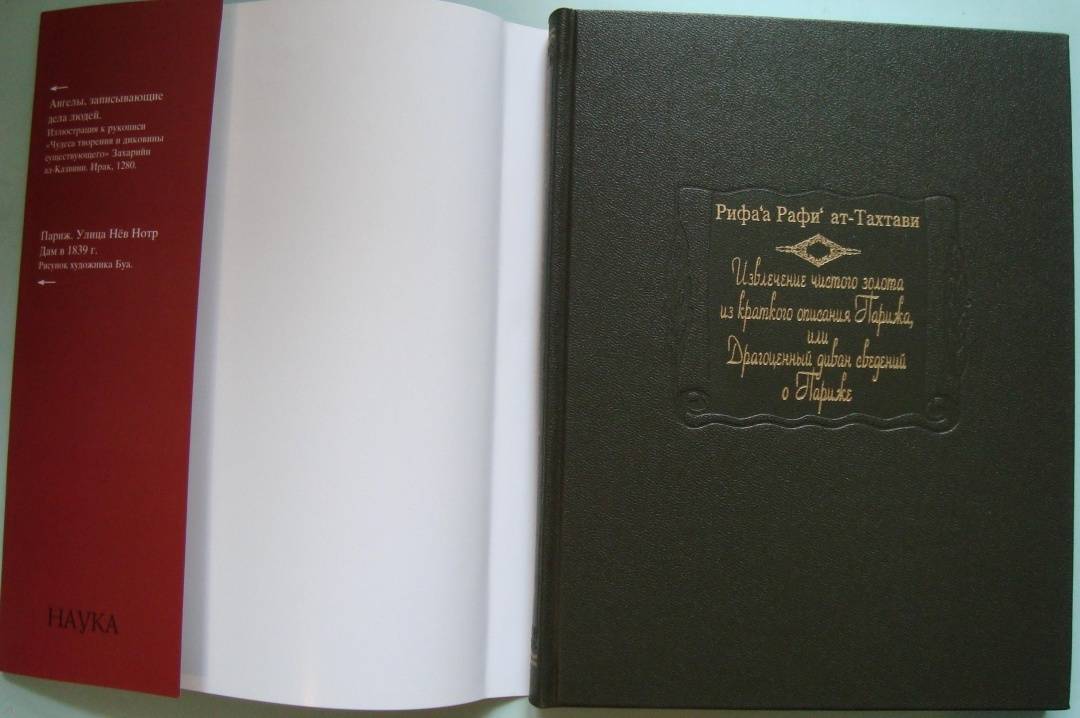 Ангелы, записывающие
дела людей.
Иллюстрация к рукописи
«Чудеса творения и диковины
существующего» Захарийи
ал-Казвини. Ирак, 1280.
Париж. Улица Нёв Нотр
Дам в 1839 г.
Рисунок художника Буа.
НАУКА
Рифа‘а Рафи‘ ат-Тахтави
Извлечение чистого золота
из краткого описания Парижа,
или
Драгоценный диван сведений
о Париже